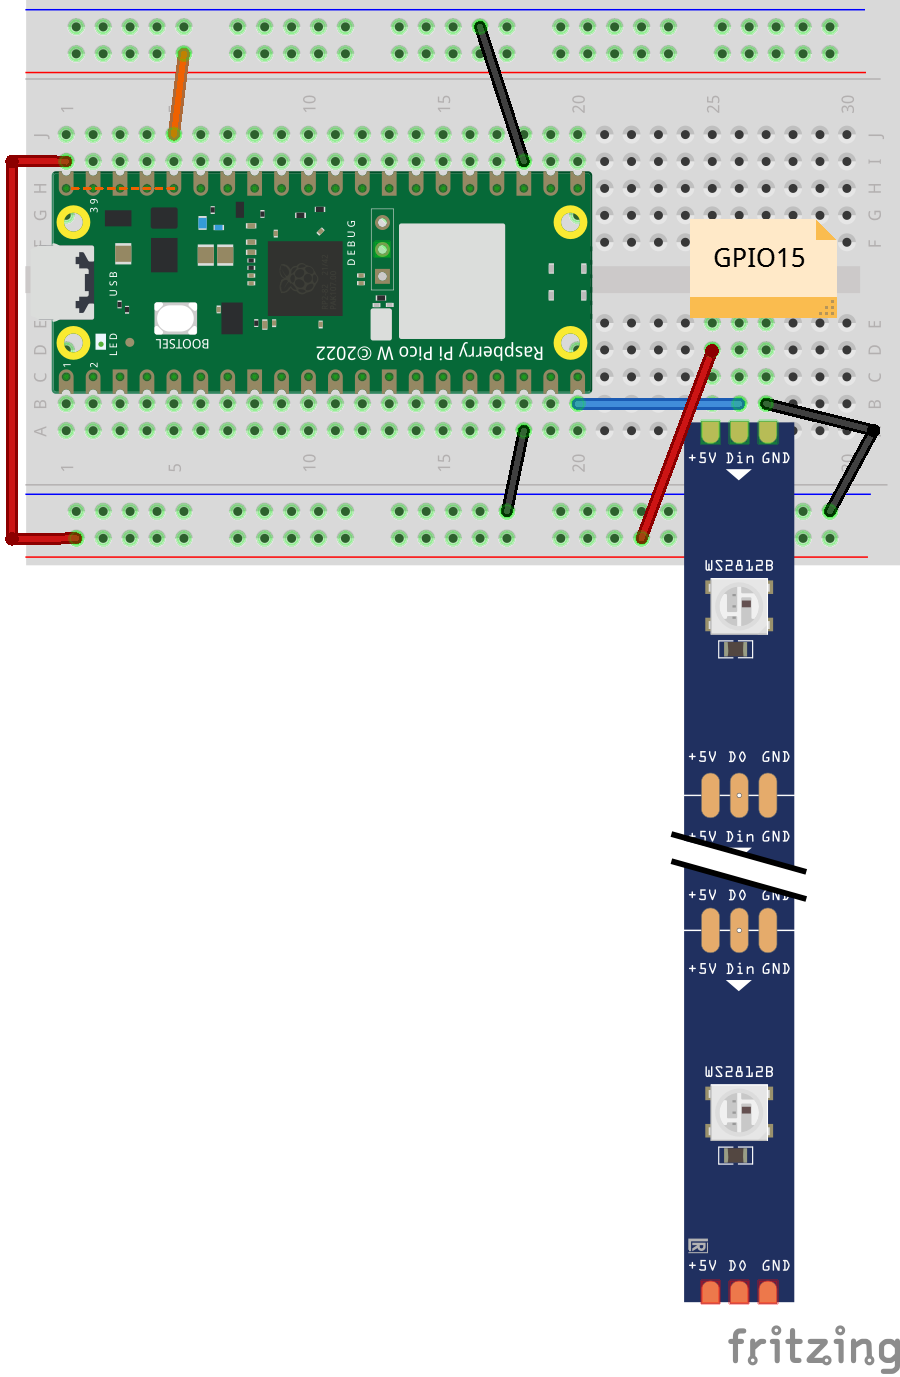 1 5 10 15 20 25 30
J J
I I
H H
G G
F F
39
DEBUG
USB
GPIO15
LED
BOOTSEL
Raspberry Pi Pico W ©2022
1 2
E E
D D
C C
B B
A
1 5 10 15 20
+5V Din GND
WS2812B
+5V DO GND
+5V Din GND
+5V DO GND
+5V Din GND
WS2812B
+5V DO GND
fritzing